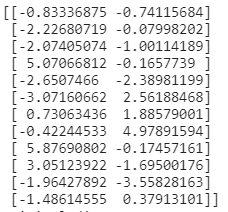 [[-0.83336875 -0.74115684]
[-2.22680719 -0.07998202]
[-2.07405074 -1.00114189]
[ 5.07066812 -0.1657739 ]
[-2.6507466  -2.38981199]
[-3.07160662  2.56188468]
[ 0.73063436  1.88579001]
[-0.42244533  4.97891594]
[ 5.87690802 -0.17457161]
[ 3.05123922 -1.69500176]
[-1.96427892 -3.55828163]
[-1.48614555  0.37913101]]